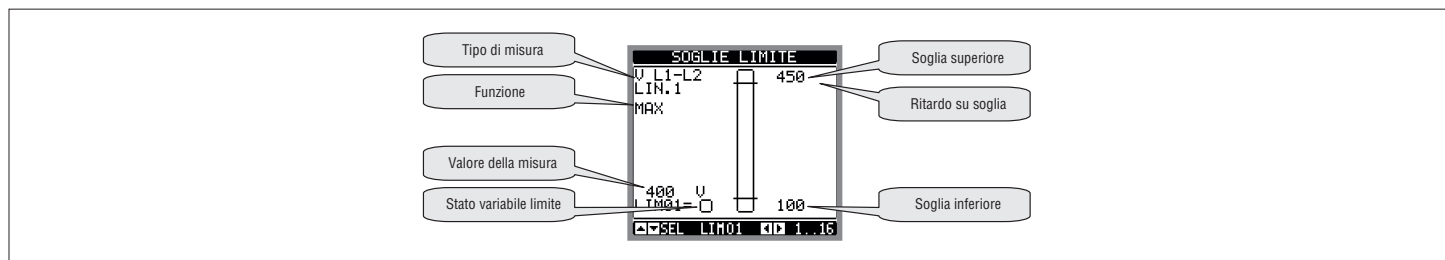 SOGLIE LIMITE
Tipo di misura
Soglia superiore
V L1-L2
450
LIN.1
Funzione
Ritardo su soglia
MAX
Valore della misura
400 V
Stato variabile limite
LIM01=
100
Soglia inferiore
▲▼SEL LIM01 ◀▶ 1..16